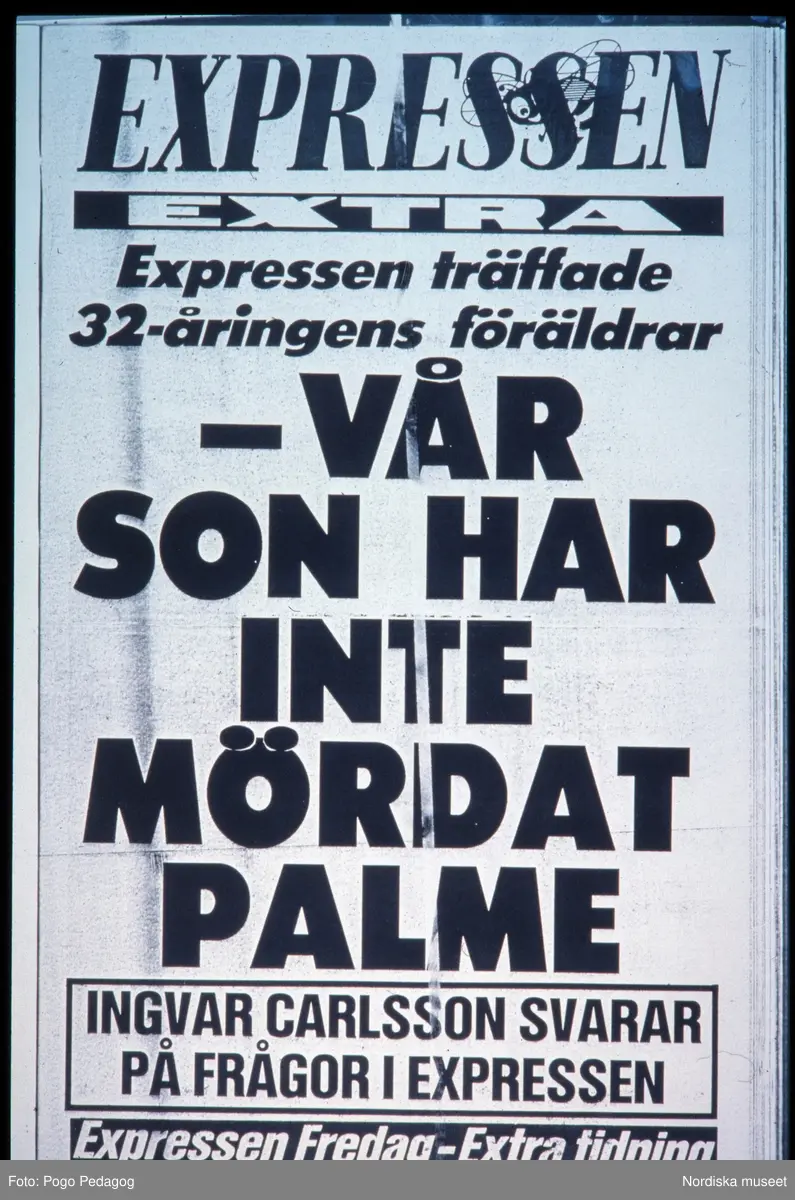 EXPRESSEN
EXTRA
Expressen träffade
32-åringens föräldrar
– VÅR
SON HAR
INTE
MÖRDAT
PALME
INGVAR CARLSSON SVARAR
PÅ FRÅGOR I EXPRESSEN
Expressen Fredag – Extra tidning
Foto: Pogo Pedagog
Nordiska museet